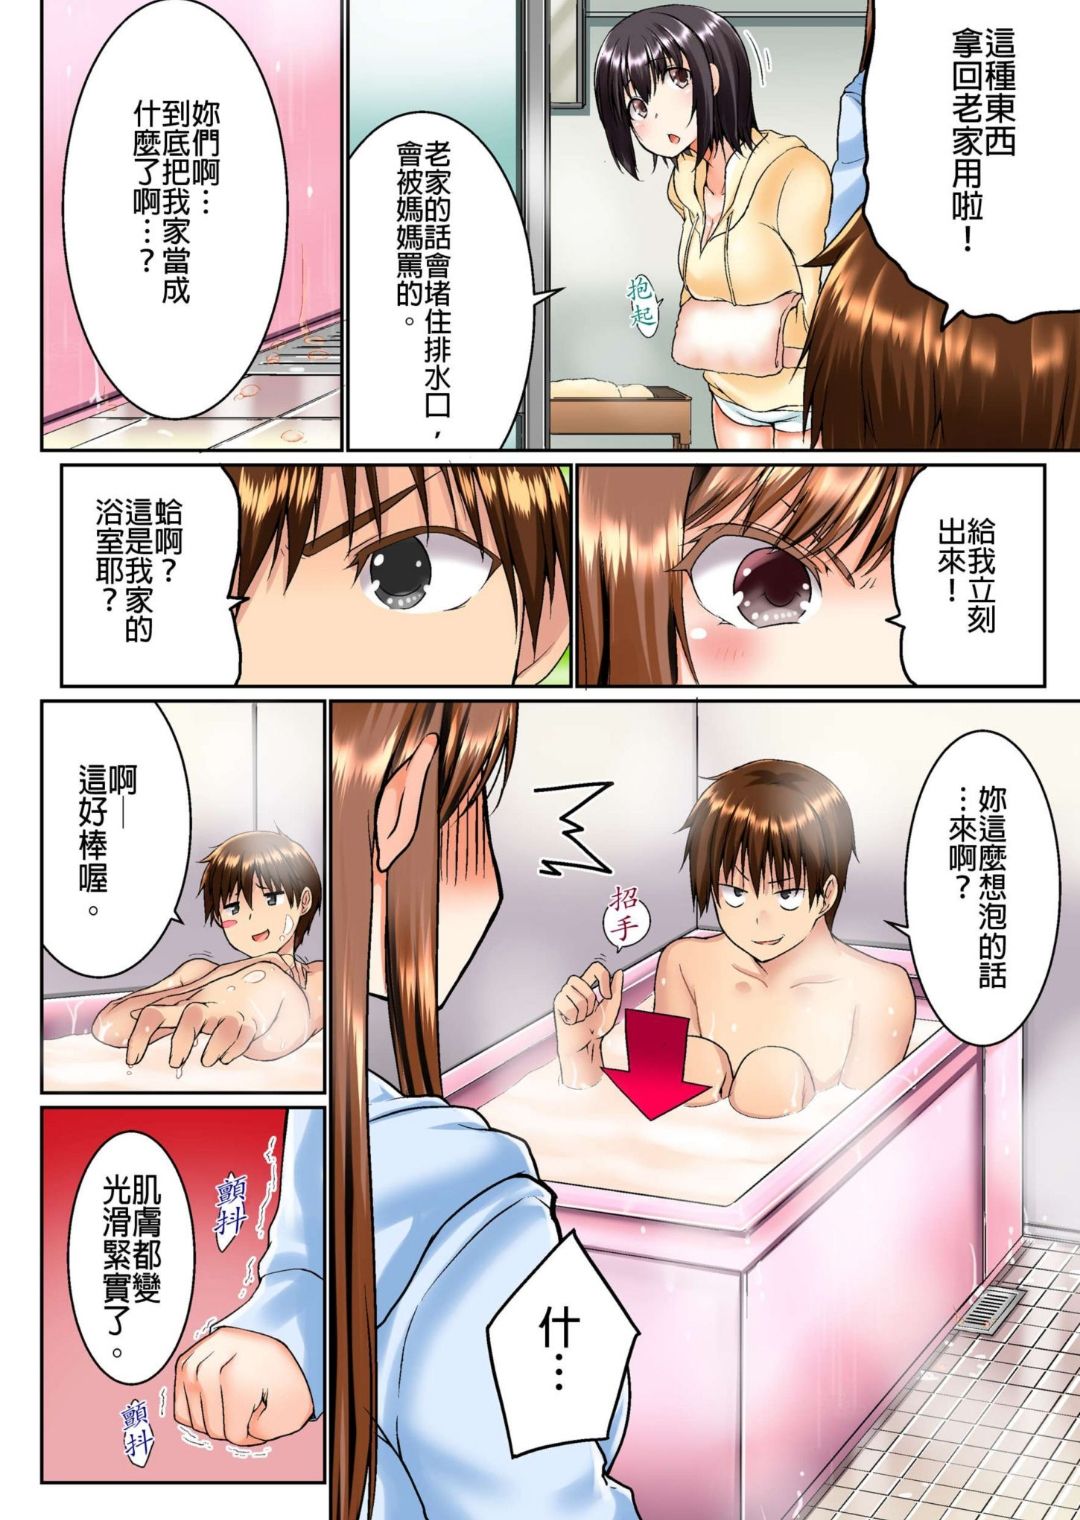 這種東西
拿回老家用啦！
抱起
老家的話會堵住排水口，
會被媽媽罵的。
妳們啊…
到底把我家當成
什麼了啊…？
給我立刻
出來！
蛤啊？
這是我家的
浴室耶？
妳這麼想泡的話
…來啊？
招手
什…
啊—
這好棒喔。
肌膚都變
光滑緊實了。
顫抖
顫抖